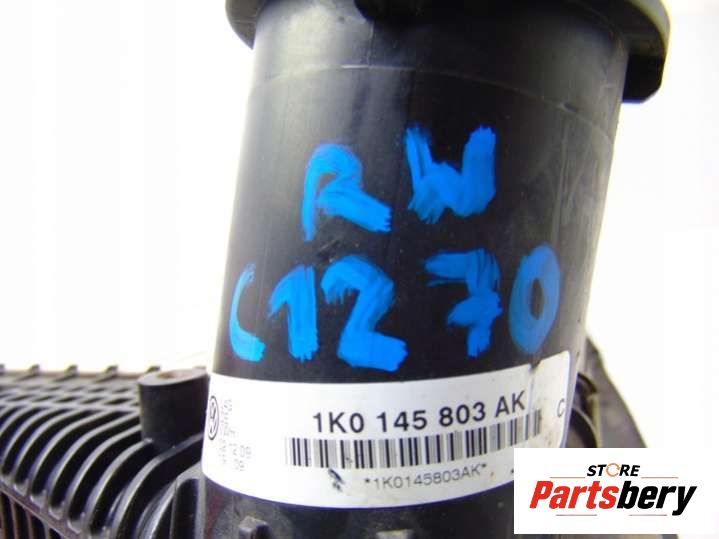 RW
C1270
1K0 145 803 AK
*1K0145803AK*
STORE
Partsbery